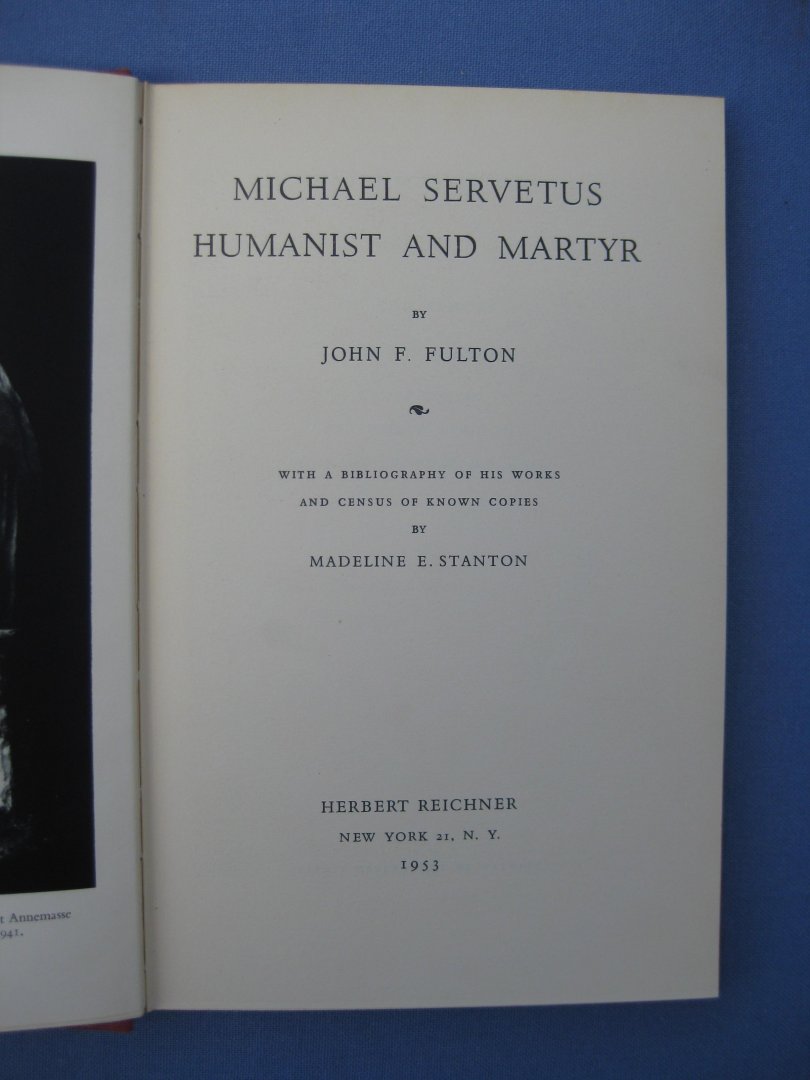 t Annemasse
941.
MICHAEL SERVETUS
HUMANIST AND MARTYR
BY
JOHN F. FULTON
WITH A BIBLIOGRAPHY OF HIS WORKS
AND CENSUS OF KNOWN COPIES
BY
MADELINE E. STANTON
HERBERT REICHNER
NEW YORK 21, N. Y.
1953